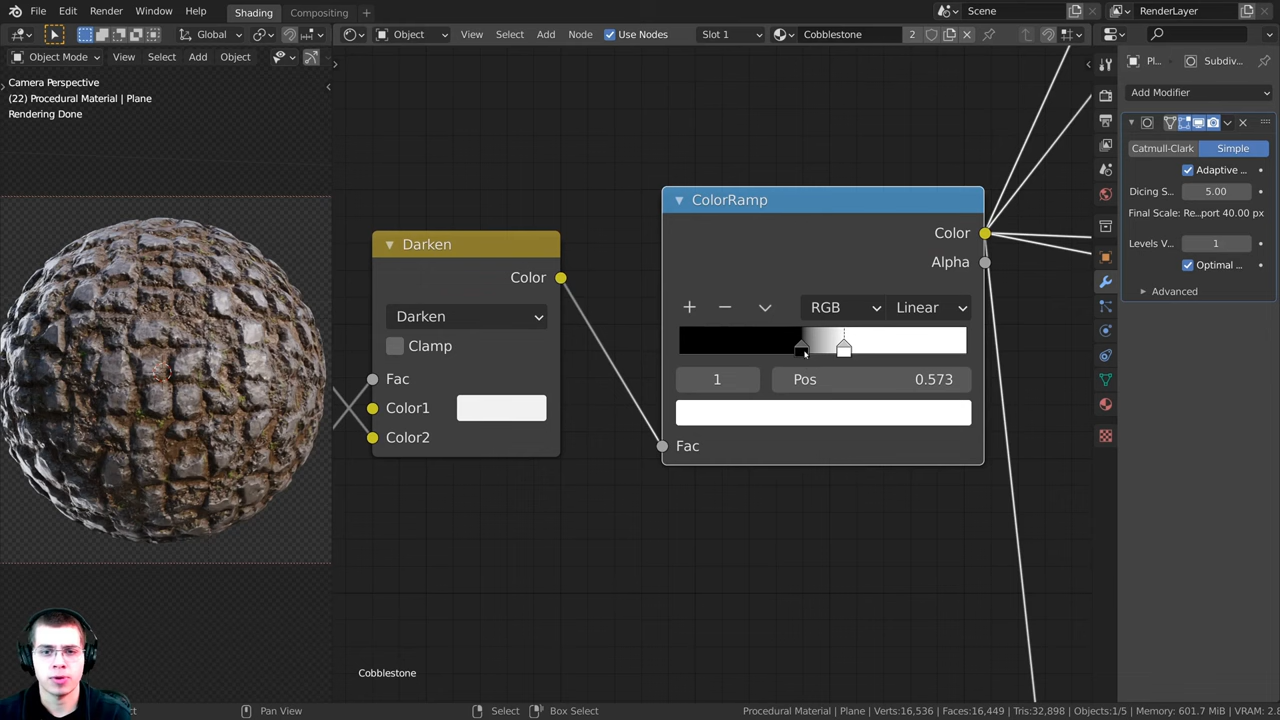 File Edit Render Window Help Shading Compositing + Scene RenderLayer
Global Object View Select Add Node Use Nodes Slot 1 Cobblestone 2
Object Mode View Select Add Object Pl... Subdiv...
Camera Perspective
(22) Procedural Material | Plane
Rendering Done
Add Modifier
Catmull-Clark Simple
Adaptive ...
Dicing S... 5.00
Final Scale: Re...port 40.00 px
Levels V... 1
Optimal ...
Advanced
ColorRamp
Color
Alpha
RGB Linear
1 Pos 0.573
Fac
Darken
Color
Darken
Clamp
Fac
Color1
Color2
Cobblestone
Pan View Select Box Select Procedural Material | Plane | Verts:16,536 | Faces:16,449 | Tris:32,898 | Objects:1/5 | Memory: 601.7 MiB | VRAM: 2.8